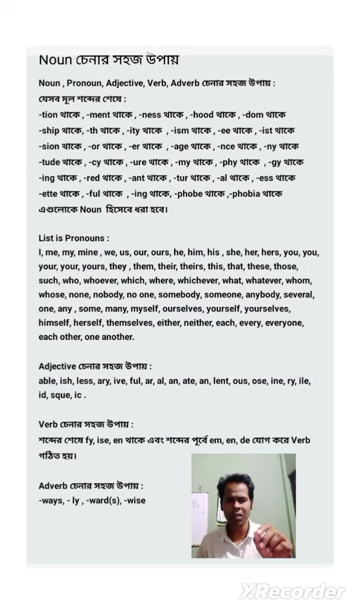 Noun চেনার সহজ উপায়
Noun , Pronoun, Adjective, Verb, Adverb চেনার সহজ উপায় :
যেসব মূল শব্দের শেষে :
-tion থাকে , -ment থাকে , -ness থাকে , -hood থাকে , -dom থাকে
-ship থাকে, -th থাকে , -ity থাকে , -ism থাকে , -ee থাকে , -ist থাকে
-sion থাকে , -or থাকে , -er থাকে , -age থাকে , -nce থাকে , -ny থাকে
-tude থাকে , -cy থাকে , -ure থাকে , -my থাকে , -phy থাকে , -gy থাকে
-ing থাকে , -red থাকে , -ant থাকে , -tur থাকে , -al থাকে , -ess থাকে
-ette থাকে , -ful থাকে , -ing থাকে, -phobe থাকে ,-phobia থাকে
এগুলোকে Noun হিসেবে ধরা হবে।
List is Pronouns :
I, me, my, mine , we, us, our, ours, he, him, his , she, her, hers, you, you,
your, your, yours, they , them, their, theirs, this, that, these, those,
such, who, whoever, which, where, whichever, what, whatever, whom,
whose, none, nobody, no one, somebody, someone, anybody, several,
one, any , some, many, myself, ourselves, yourself, yourselves,
himself, herself, themselves, either, neither, each, every, everyone,
each other, one another.
Adjective চেনার সহজ উপায় :
able, ish, less, ary, ive, ful, ar, al, an, ate, an, lent, ous, ose, ine, ry, ile,
id, sque, ic .
Verb চেনার সহজ উপায় :
শব্দের শেষে fy, ise, en থাকে এবং শব্দের পূর্বে em, en, de যোগ করে Verb
গঠিত হয়।
Adverb চেনার সহজ উপায় :
-ways, - ly , -ward(s), -wise
XRecorder